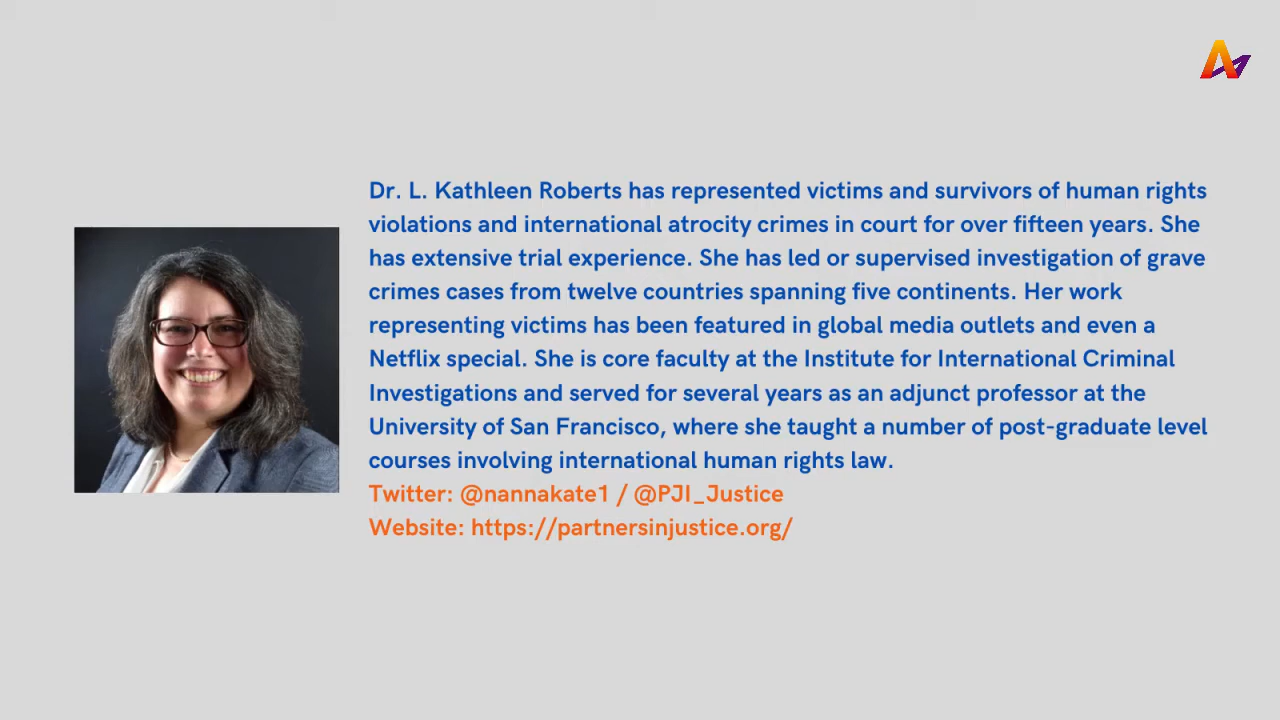 Dr. L. Kathleen Roberts has represented victims and survivors of human rights
violations and international atrocity crimes in court for over fifteen years. She
has extensive trial experience. She has led or supervised investigation of grave
crimes cases from twelve countries spanning five continents. Her work
representing victims has been featured in global media outlets and even a
Netflix special. She is core faculty at the Institute for International Criminal
Investigations and served for several years as an adjunct professor at the
University of San Francisco, where she taught a number of post-graduate level
courses involving international human rights law.
Twitter: @nannakate1 / @PJI_Justice
Website: https://partnersinjustice.org/